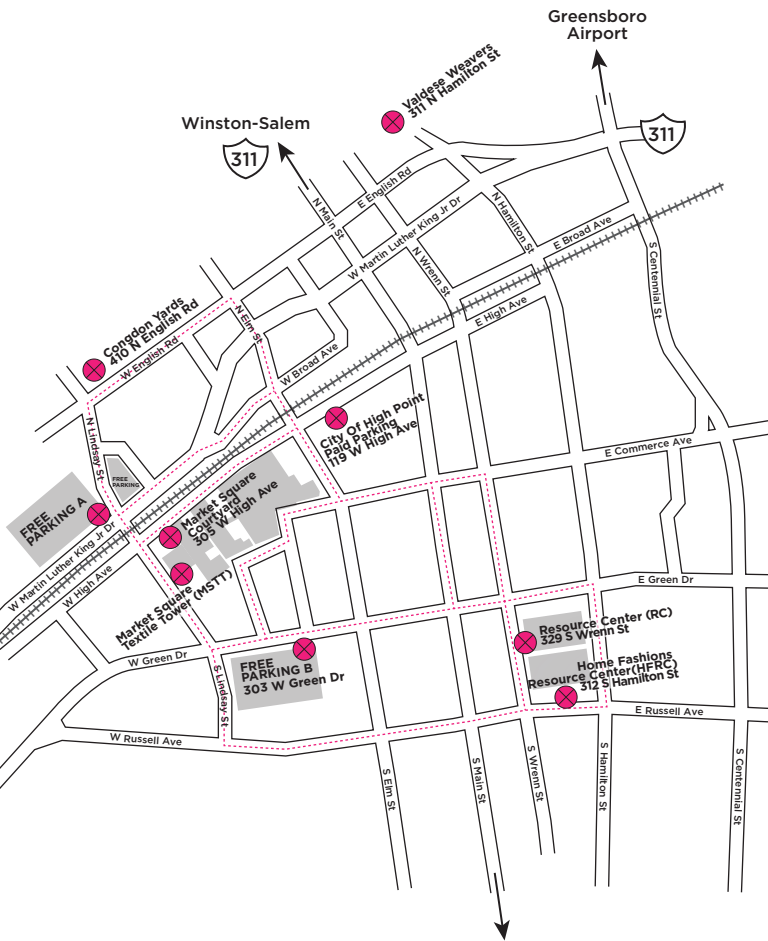 Greensboro
Airport
Valdese Weavers
311 N Hamilton St
Winston-Salem
311
311
E English Rd
N Main St
W Martin Luther King Jr Dr
N Hamilton St
E Broad Ave
N Wrenn St
S Centennial St
E High Ave
Congdon Yards
410 N English Rd
W English Rd
N Elm St
W Broad Ave
City Of High Point
Paid Parking
119 W High Ave
N Lindsay St
E Commerce Ave
FREE
PARKING
FREE
PARKING A
Market Square
Courtyard
305 W High Ave
W Martin Luther King Jr Dr
W High Ave
Market Square
Textile Tower (MSTT)
E Green Dr
Resource Center (RC)
329 S Wrenn St
W Green Dr
FREE
PARKING B
303 W Green Dr
Home Fashions
Resource Center(HFRC)
312 S Hamilton St
S Lindsay St
E Russell Ave
W Russell Ave
S Elm St
S Main St
S Wrenn St
S Hamilton St
S Centennial St